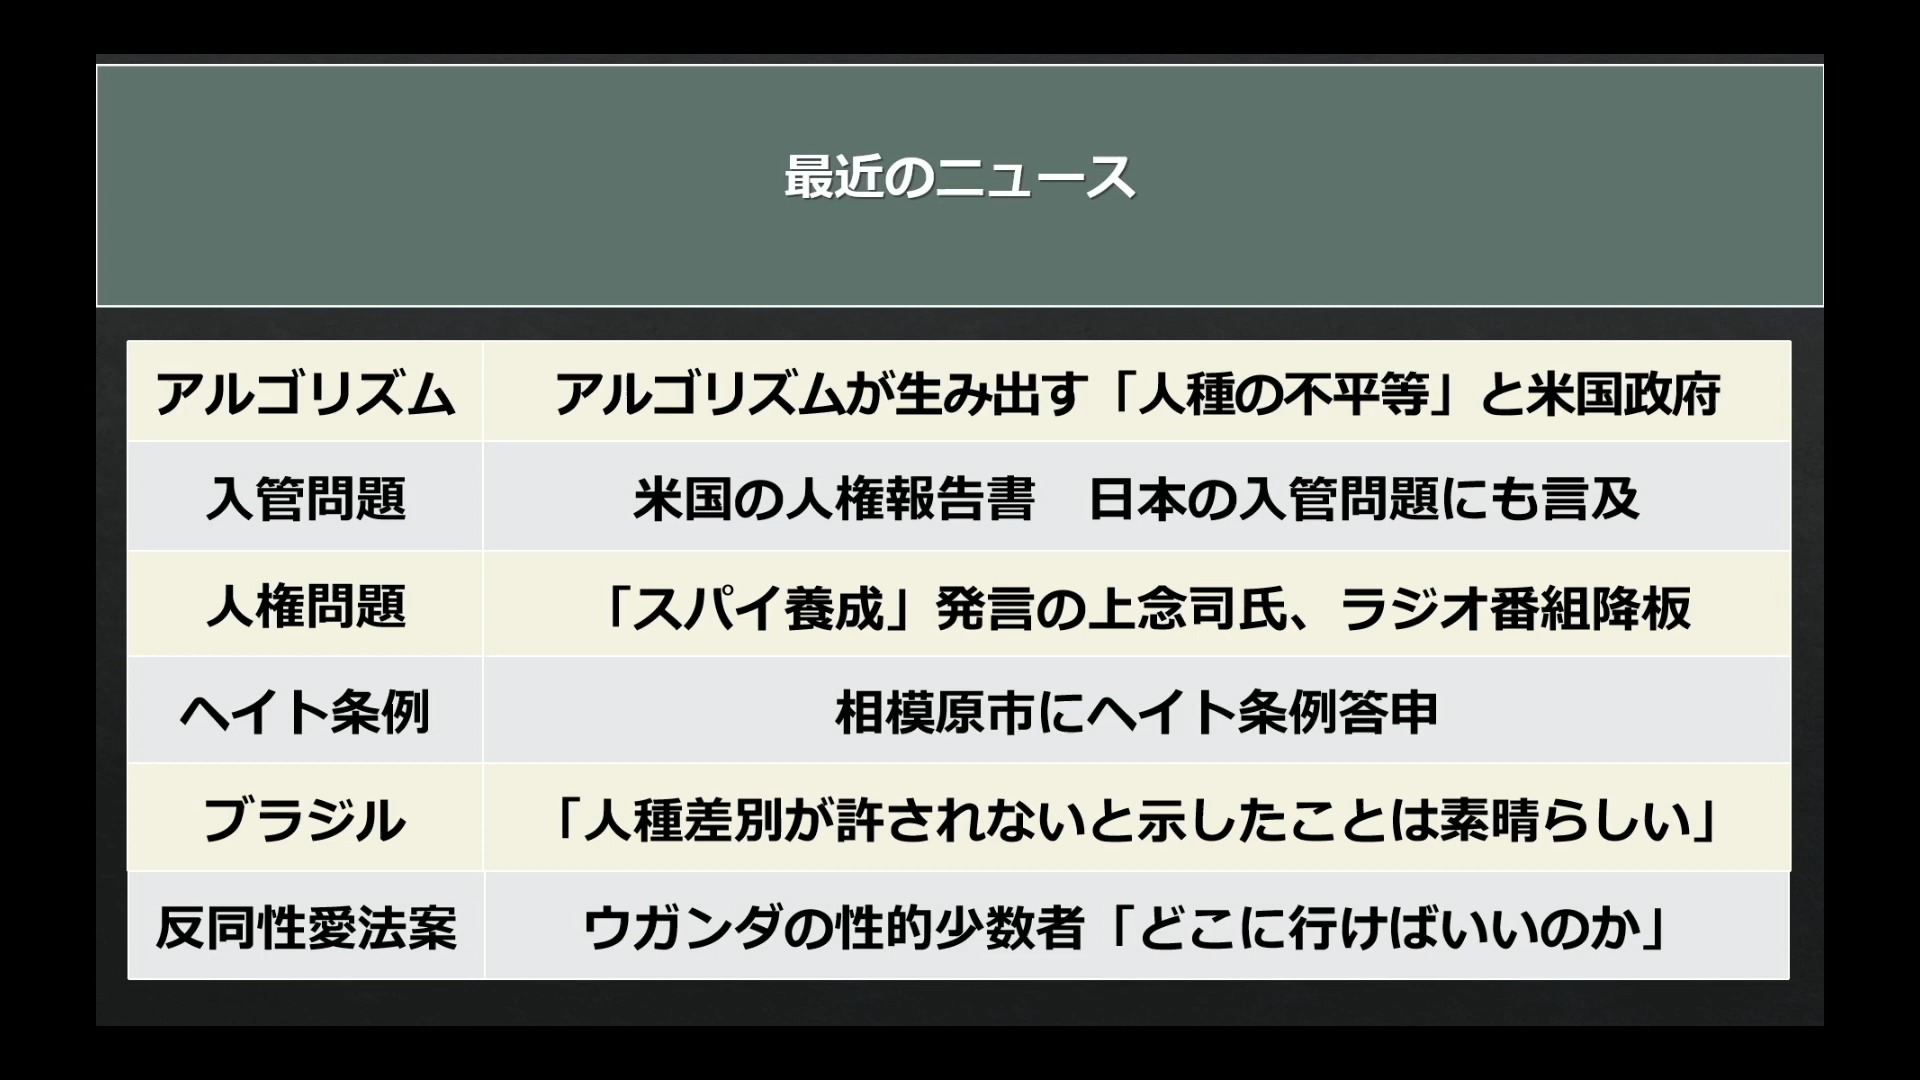 最近のニュース
アルゴリズム アルゴリズムが生み出す「人種の不平等」と米国政府
入管問題 米国の人権報告書　日本の入管問題にも言及
人権問題 「スパイ養成」発言の上念司氏、ラジオ番組降板
ヘイト条例 相模原市にヘイト条例答申
ブラジル 「人種差別が許されないと示したことは素晴らしい」
反同性愛法案 ウガンダの性的少数者「どこに行けばいいのか」